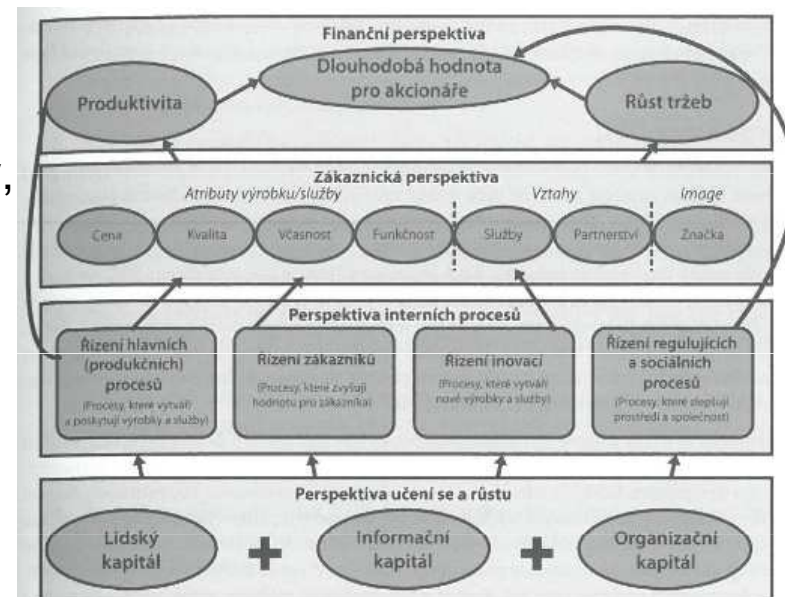 Finanční perspektiva
Dlouhodobá hodnota
pro akcionáře
Produktivita
Růst tržeb
,
Zákaznická perspektiva
Atributy výrobku/služby
Vztahy
Image
Cena
Kvalita
Včasnost
Funkčnost
Služby
Partnerství
Značka
Perspektiva interních procesů
Řízení hlavních
(produkčních)
procesů
(Procesy, které vytváří
a poskytují výrobky a služby)
Řízení zákazníků
(Procesy, které zvyšují
hodnotu pro zákazníka)
Řízení inovací
(Procesy, které vytváří
nové výrobky a služby)
Řízení regulujících
a sociálních
procesů
(Procesy, které zlepšují
prostředí a společnost)
Perspektiva učení se a růstu
Lidský
kapitál
+
Informační
kapitál
+
Organizační
kapitál